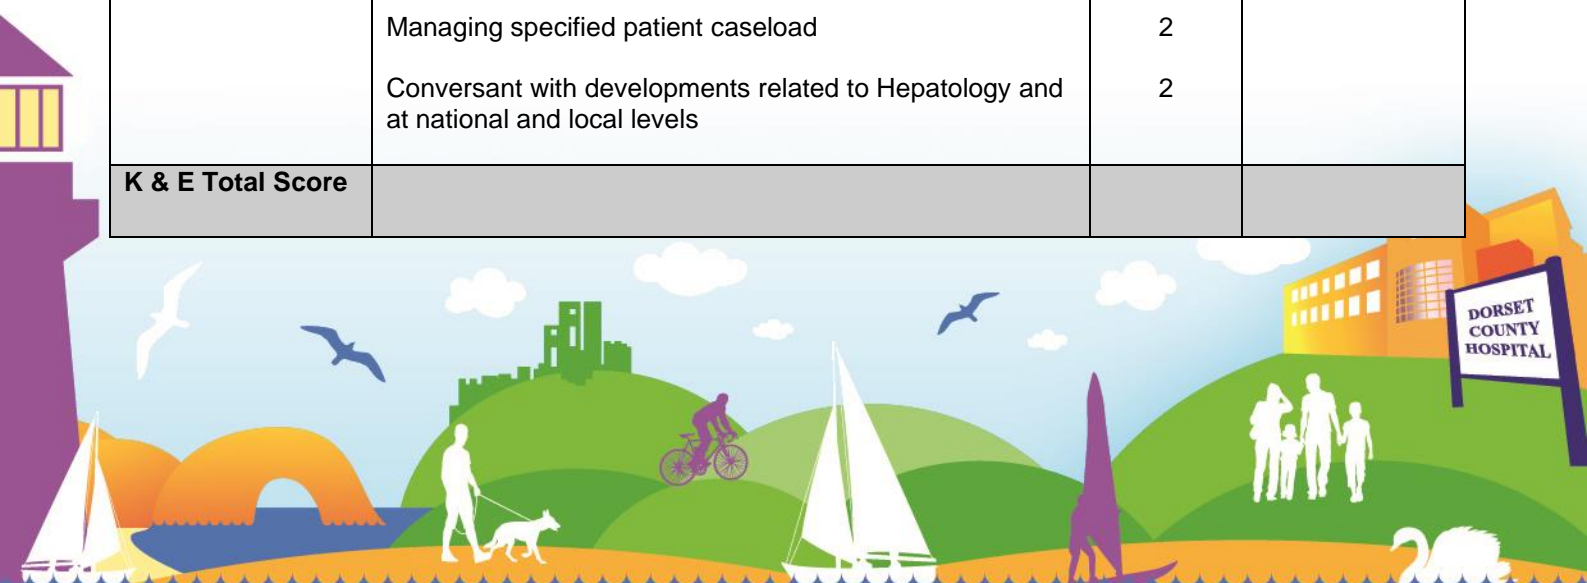 Managing specified patient caseload 2
Conversant with developments related to Hepatology and 2
at national and local levels
K & E Total Score
DORSET
COUNTY
HOSPITAL